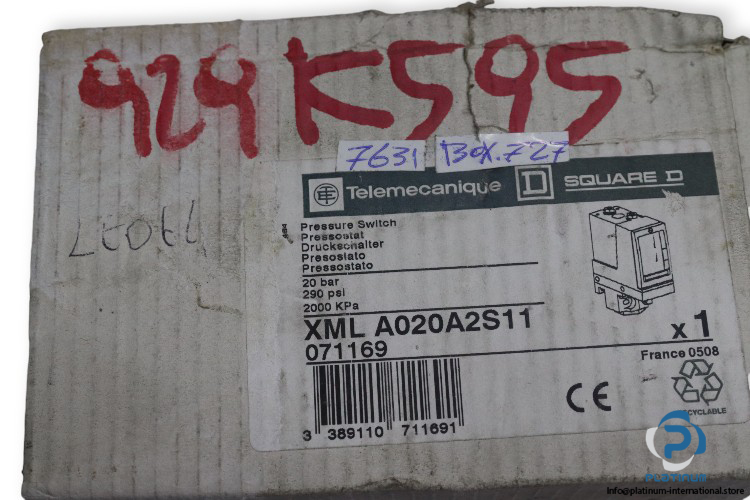 929K595
7631 BOX.727
Telemecanique D SQUARE D
Pressure Switch
Pressostat
Druckschalter
Presostato
Pressostato
20 bar
290 psi
2000 KPa
XML A020A2S11
071169
x 1
France 0508
CE
RECYCLABLE
3 389110 711691
PLATINUM
info@platinum-international.store